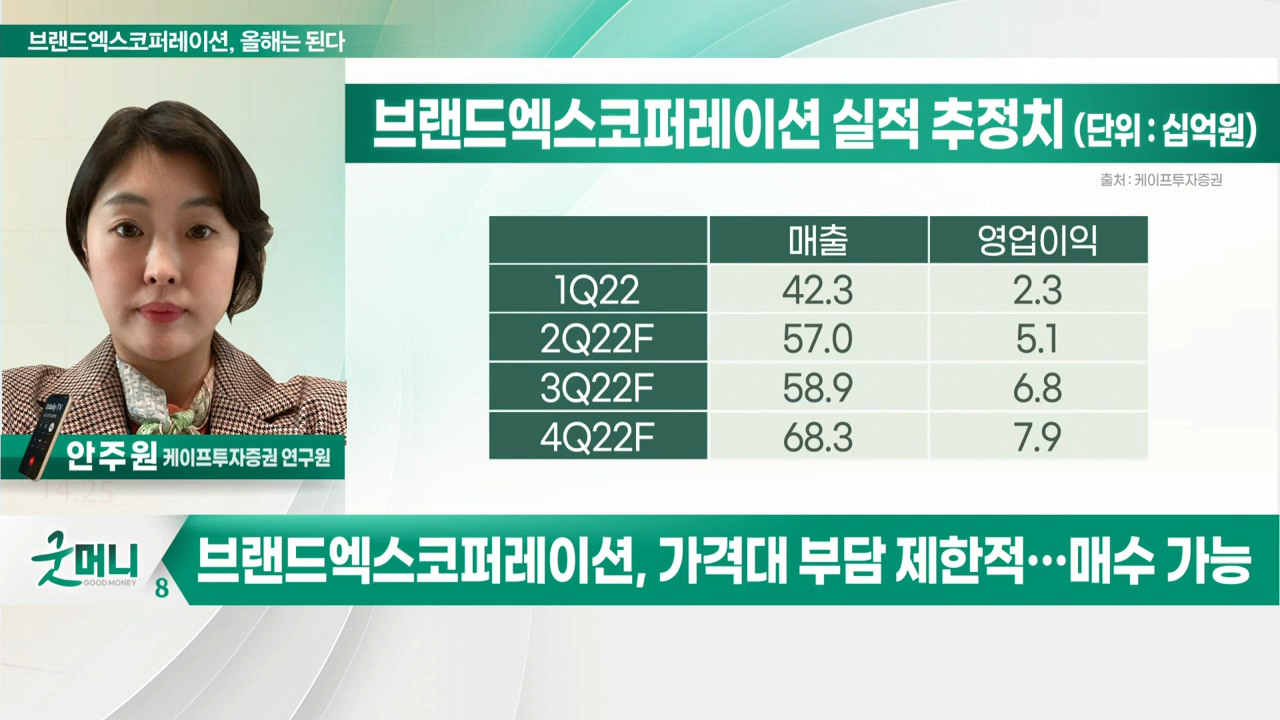 브랜드엑스코퍼레이션, 올해는 된다
브랜드엑스코퍼레이션 실적 추정치 (단위 : 십억원)
출처 : 케이프투자증권
매출 영업이익
1Q22 42.3 2.3
2Q22F 57.0 5.1
3Q22F 58.9 6.8
4Q22F 68.3 7.9
안주원 케이프투자증권 연구원
14.25
굿머니
GOOD MONEY
8
브랜드엑스코퍼레이션, 가격대 부담 제한적…매수 가능